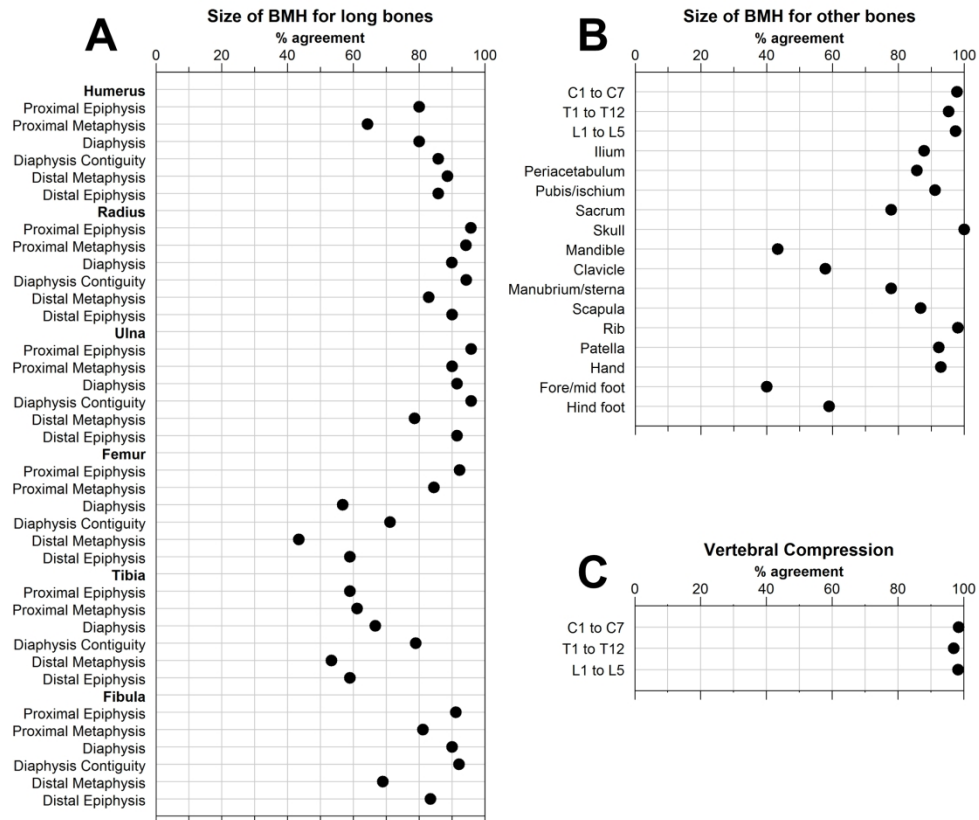 A
Size of BMH for long bones
% agreement
0 20 40 60 80 100
Humerus
Proximal Epiphysis
Proximal Metaphysis
Diaphysis
Diaphysis Contiguity
Distal Metaphysis
Distal Epiphysis
Radius
Proximal Epiphysis
Proximal Metaphysis
Diaphysis
Diaphysis Contiguity
Distal Metaphysis
Distal Epiphysis
Ulna
Proximal Epiphysis
Proximal Metaphysis
Diaphysis
Diaphysis Contiguity
Distal Metaphysis
Distal Epiphysis
Femur
Proximal Epiphysis
Proximal Metaphysis
Diaphysis
Diaphysis Contiguity
Distal Metaphysis
Distal Epiphysis
Tibia
Proximal Epiphysis
Proximal Metaphysis
Diaphysis
Diaphysis Contiguity
Distal Metaphysis
Distal Epiphysis
Fibula
Proximal Epiphysis
Proximal Metaphysis
Diaphysis
Diaphysis Contiguity
Distal Metaphysis
Distal Epiphysis
B
Size of BMH for other bones
% agreement
0 20 40 60 80 100
C1 to C7
T1 to T12
L1 to L5
Ilium
Periacetabulum
Pubis/ischium
Sacrum
Skull
Mandible
Clavicle
Manubrium/sterna
Scapula
Rib
Patella
Hand
Fore/mid foot
Hind foot
C
Vertebral Compression
% agreement
0 20 40 60 80 100
C1 to C7
T1 to T12
L1 to L5